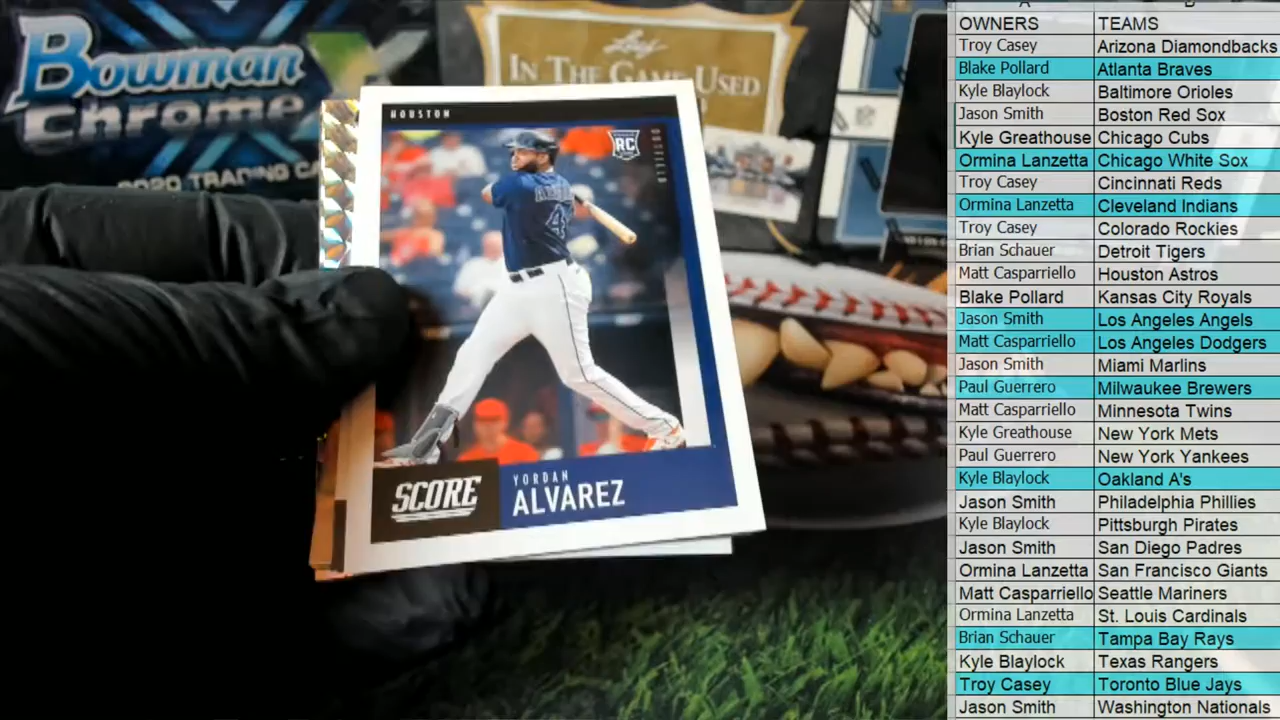 Bowman
Chrome
2020 TRADING CA
Leaf
IN THE GAME USED
HOUSTON
RC
SCORE
YORDAN
ALVAREZ
OWNERS TEAMS
Troy Casey Arizona Diamondbacks
Blake Pollard Atlanta Braves
Kyle Blaylock Baltimore Orioles
Jason Smith Boston Red Sox
Kyle Greathouse Chicago Cubs
Ormina Lanzetta Chicago White Sox
Troy Casey Cincinnati Reds
Ormina Lanzetta Cleveland Indians
Troy Casey Colorado Rockies
Brian Schauer Detroit Tigers
Matt Casparriello Houston Astros
Blake Pollard Kansas City Royals
Jason Smith Los Angeles Angels
Matt Casparriello Los Angeles Dodgers
Jason Smith Miami Marlins
Paul Guerrero Milwaukee Brewers
Matt Casparriello Minnesota Twins
Kyle Greathouse New York Mets
Paul Guerrero New York Yankees
Kyle Blaylock Oakland A's
Jason Smith Philadelphia Phillies
Kyle Blaylock Pittsburgh Pirates
Jason Smith San Diego Padres
Ormina Lanzetta San Francisco Giants
Matt Casparriello Seattle Mariners
Ormina Lanzetta St. Louis Cardinals
Brian Schauer Tampa Bay Rays
Kyle Blaylock Texas Rangers
Troy Casey Toronto Blue Jays
Jason Smith Washington Nationals